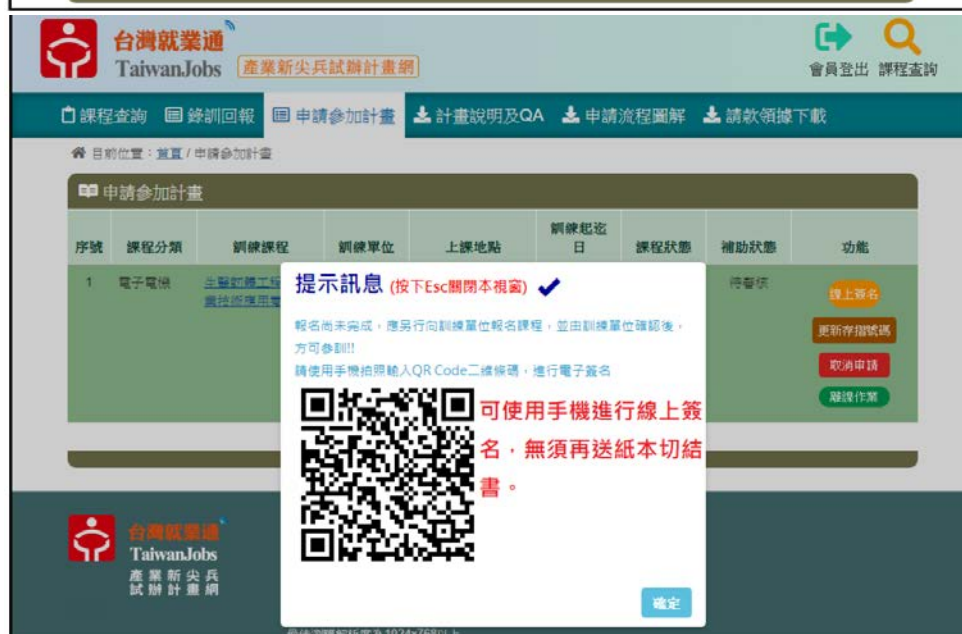 台灣就業通
TaiwanJobs 產業新尖兵試辦計畫網
會員登出 課程查詢
課程查詢 錄訓回報 申請參加計畫 計畫說明及QA 申請流程圖解 請款領據下載
目前位置：首頁 / 申請參加計畫
申請參加計畫
序號 課程分類 訓練課程 訓練單位 上課地點 訓練起迄日 課程狀態 補助狀態 功能
1 電子電機 生醫韌體工程 待審核 線上簽名
更新存摺號碼
取消申請
離訓作業
提示訊息 (按下Esc關閉本視窗)
報名尚未完成，應另行向訓練單位報名課程，並由訓練單位確認後，
方可參訓!!
請使用手機拍照輸入QR Code二維條碼，進行電子簽名
可使用手機進行線上簽
名，無須再送紙本切結
書。
確定
台灣就業通
TaiwanJobs
產業新尖兵
試辦計畫網